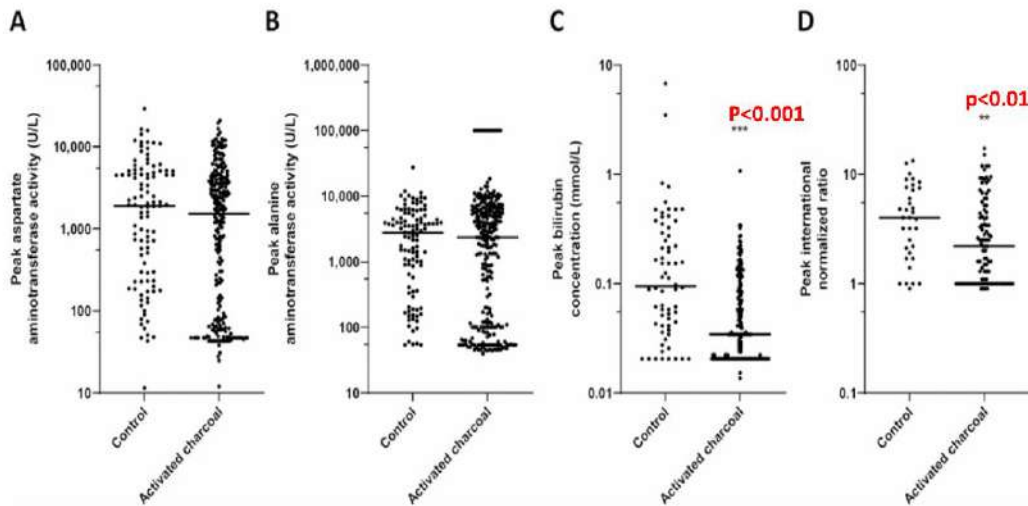 A
B
C
D
Peak aspartate
aminotransferase activity (U/L)
100,000
10,000
1,000
100
10
Control
Activated charcoal
Peak alanine
aminotransferase activity (U/L)
1,000,000
100,000
10,000
1,000
100
10
Control
Activated charcoal
Peak bilirubin
concentration (mmol/L)
10
1
0.1
0.01
P<0.001
***
Control
Activated charcoal
Peak international
normalized ratio
100
10
1
0.1
p<0.01
**
Control
Activated charcoal